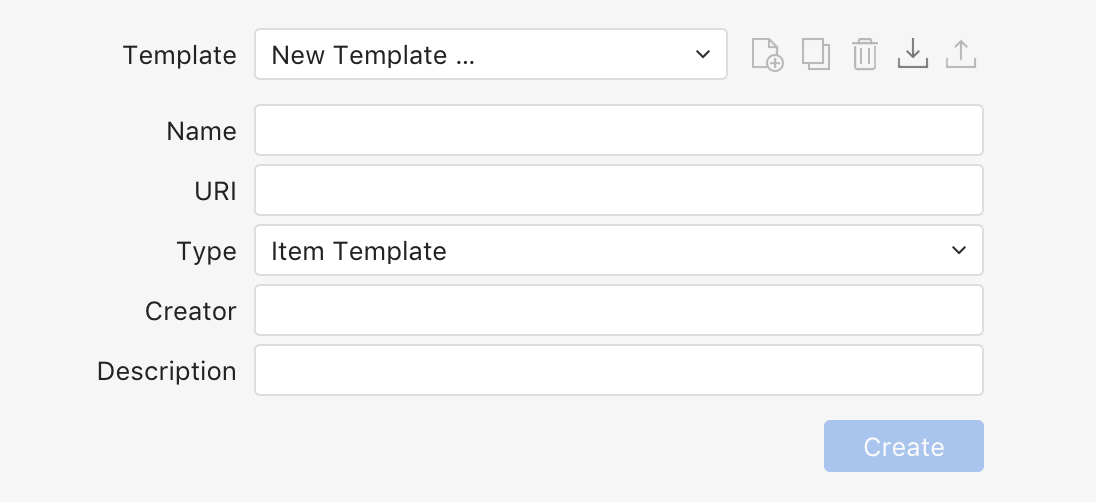 Template New Template ...
Name
URI
Type Item Template
Creator
Description
Create